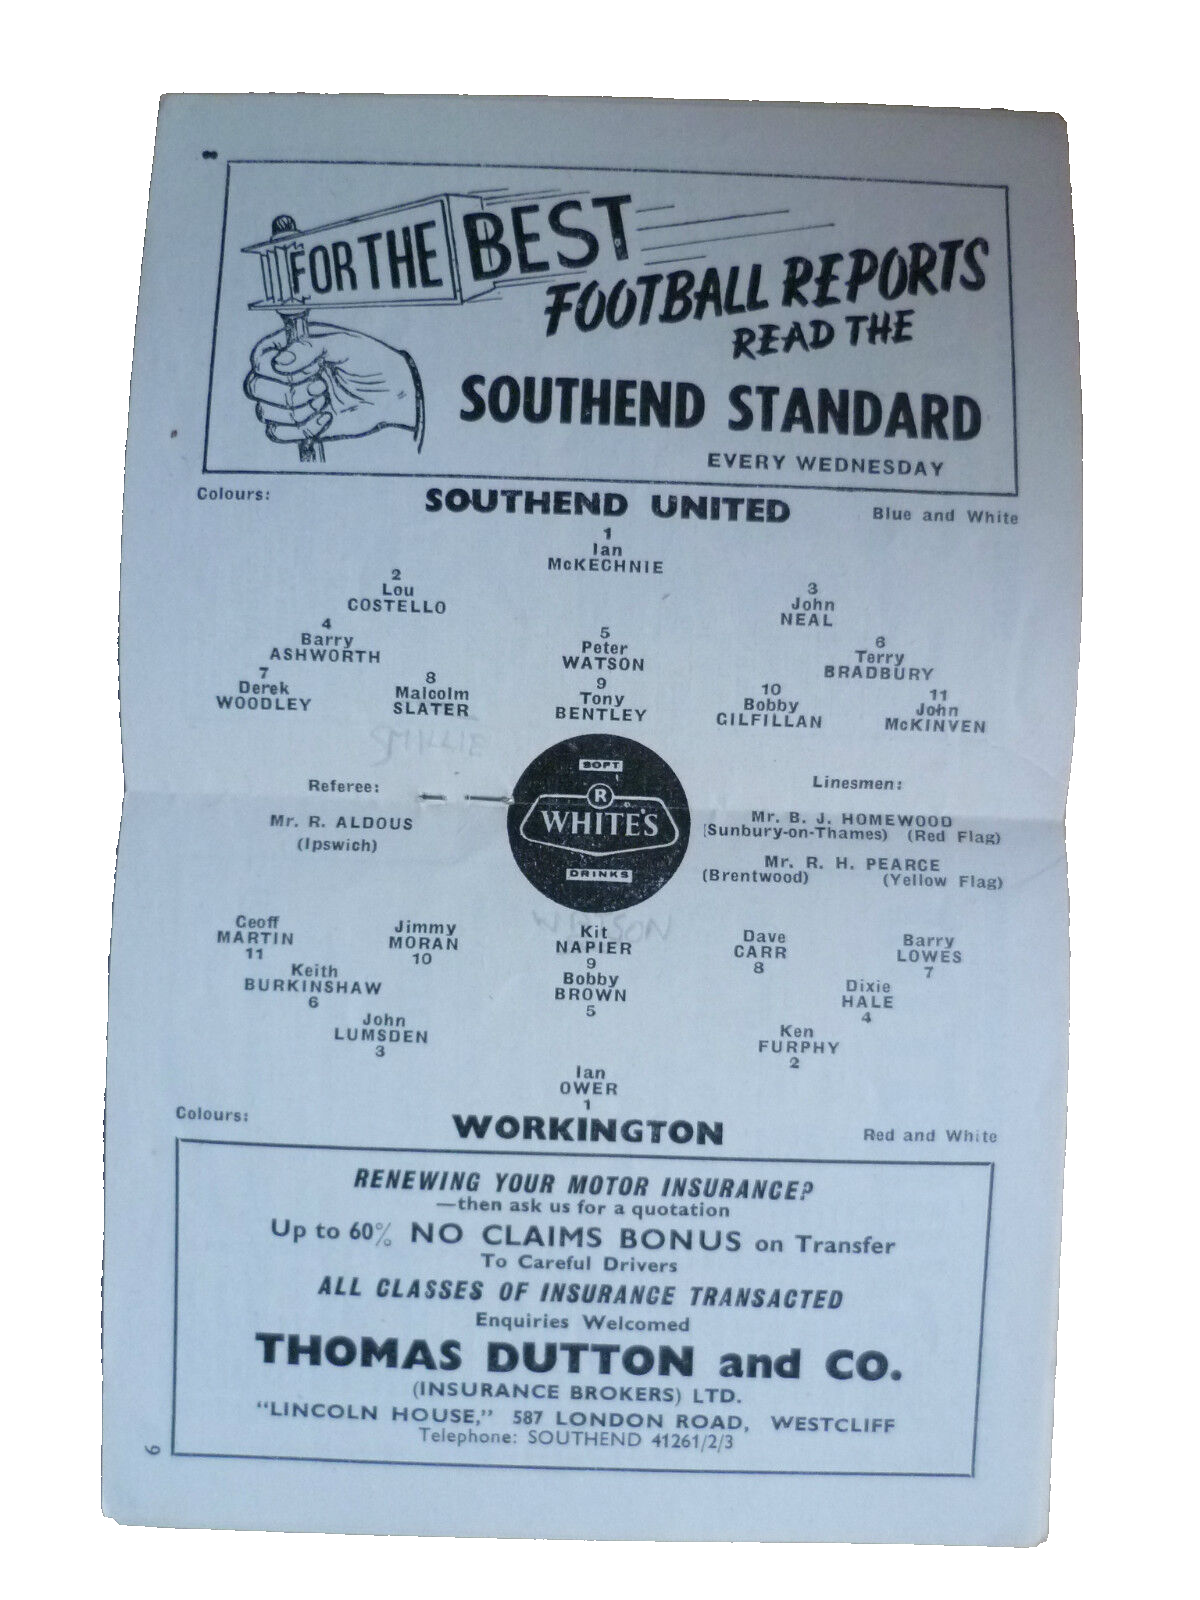 8
FOR THE BEST
FOOTBALL REPORTS
READ THE
SOUTHEND STANDARD
EVERY WEDNESDAY
Colours: SOUTHEND UNITED Blue and White
1
Ian
McKECHNIE
2
Lou
COSTELLO
3
John
NEAL
4
Barry
ASHWORTH
5
Peter
WATSON
6
Terry
BRADBURY
7
Derek
WOODLEY
8
Malcolm
SLATER
9
Tony
BENTLEY
10
Bobby
GILFILLAN
11
John
McKINVEN
SMILLIE
Referee:
Mr. R. ALDOUS
(Ipswich)
SOFT
R
WHITE'S
DRINKS
Linesmen:
Mr. B. J. HOMEWOOD
(Sunbury-on-Thames) (Red Flag)
Mr. R. H. PEARCE
(Brentwood) (Yellow Flag)
WATSON
Geoff
MARTIN
11
Jimmy
MORAN
10
Kit
NAPIER
9
Dave
CARR
8
Barry
LOWES
7
Keith
BURKINSHAW
6
Bobby
BROWN
5
Dixie
HALE
4
John
LUMSDEN
3
Ken
FURPHY
2
Ian
OWER
1
Colours: WORKINGTON Red and White
RENEWING YOUR MOTOR INSURANCE?
—then ask us for a quotation
Up to 60% NO CLAIMS BONUS on Transfer
To Careful Drivers
ALL CLASSES OF INSURANCE TRANSACTED
Enquiries Welcomed
THOMAS DUTTON and CO.
(INSURANCE BROKERS) LTD.
"LINCOLN HOUSE," 587 LONDON ROAD, WESTCLIFF
Telephone: SOUTHEND 41261/2/3
9